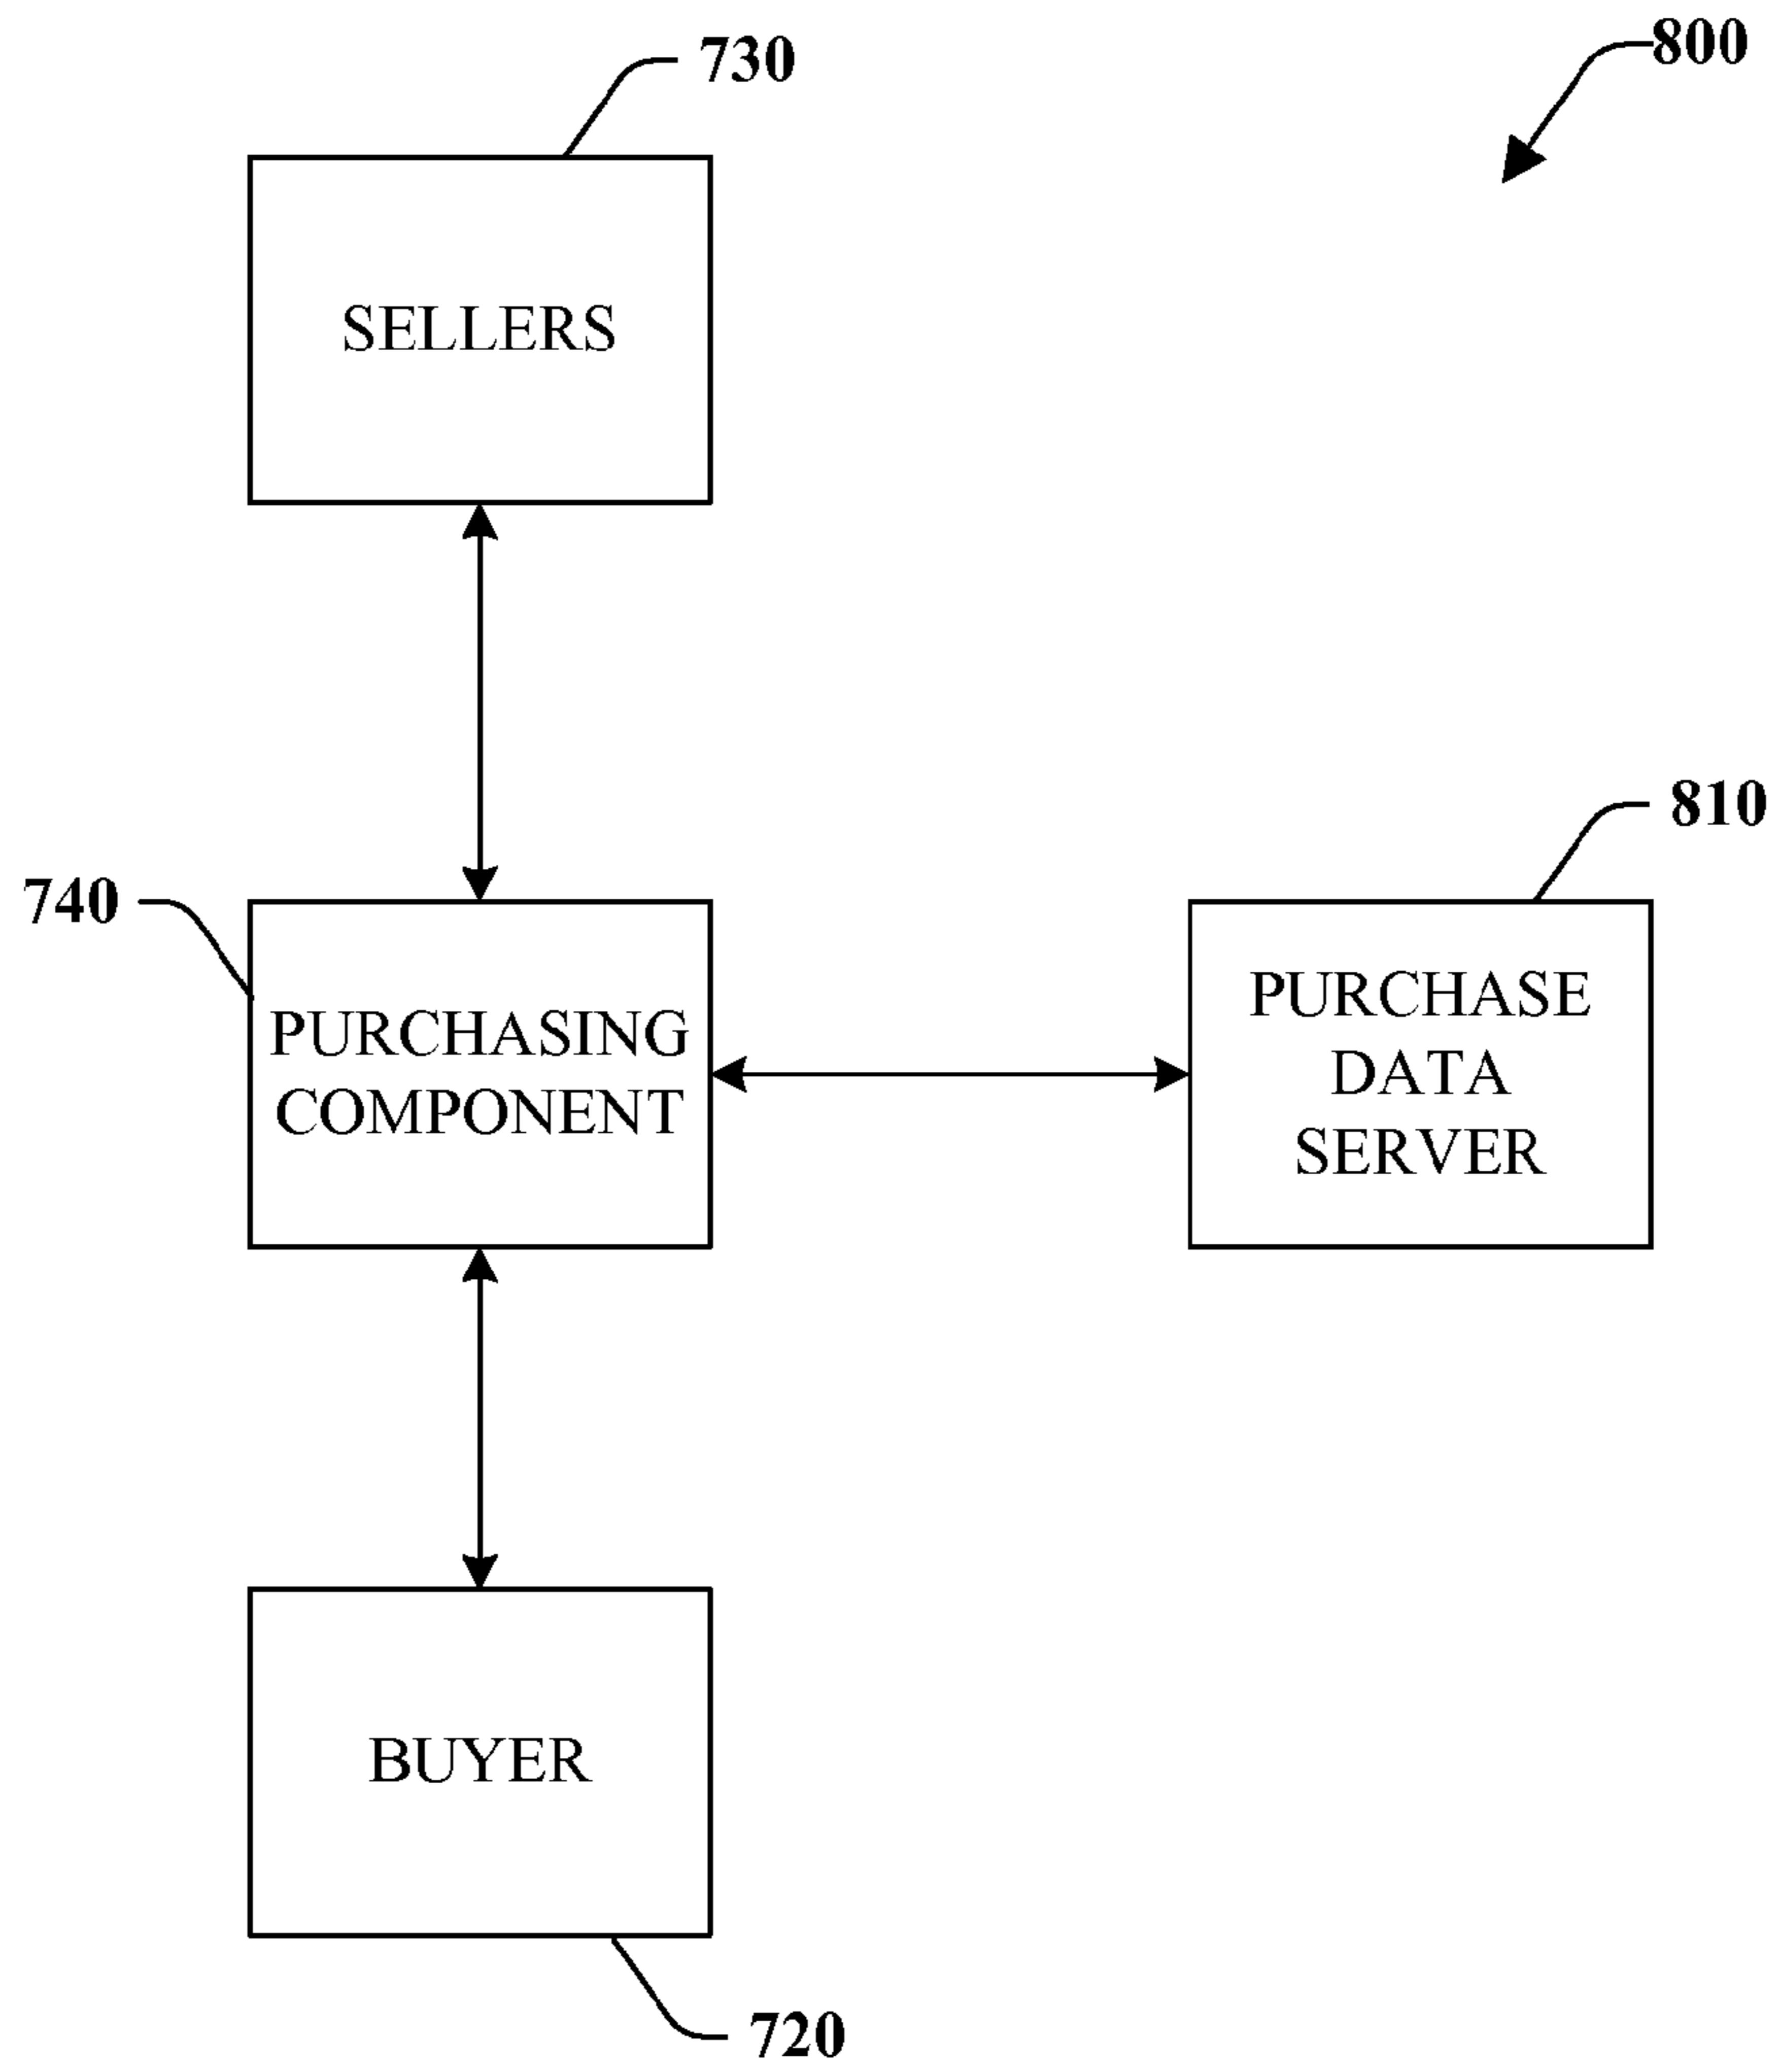 800
730
SELLERS
810
740
PURCHASING
COMPONENT
PURCHASE
DATA
SERVER
BUYER
720